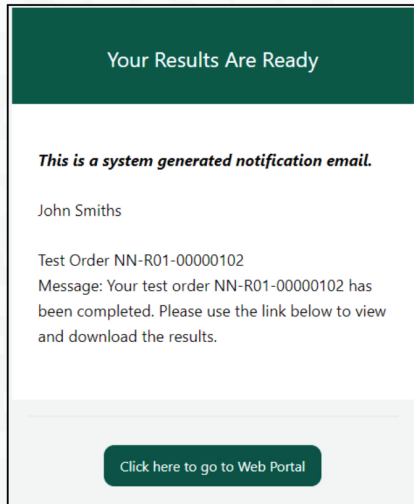 Your Results Are Ready
This is a system generated notification email.
John Smiths
Test Order NN-R01-00000102
Message: Your test order NN-R01-00000102 has
been completed. Please use the link below to view
and download the results.
Click here to go to Web Portal